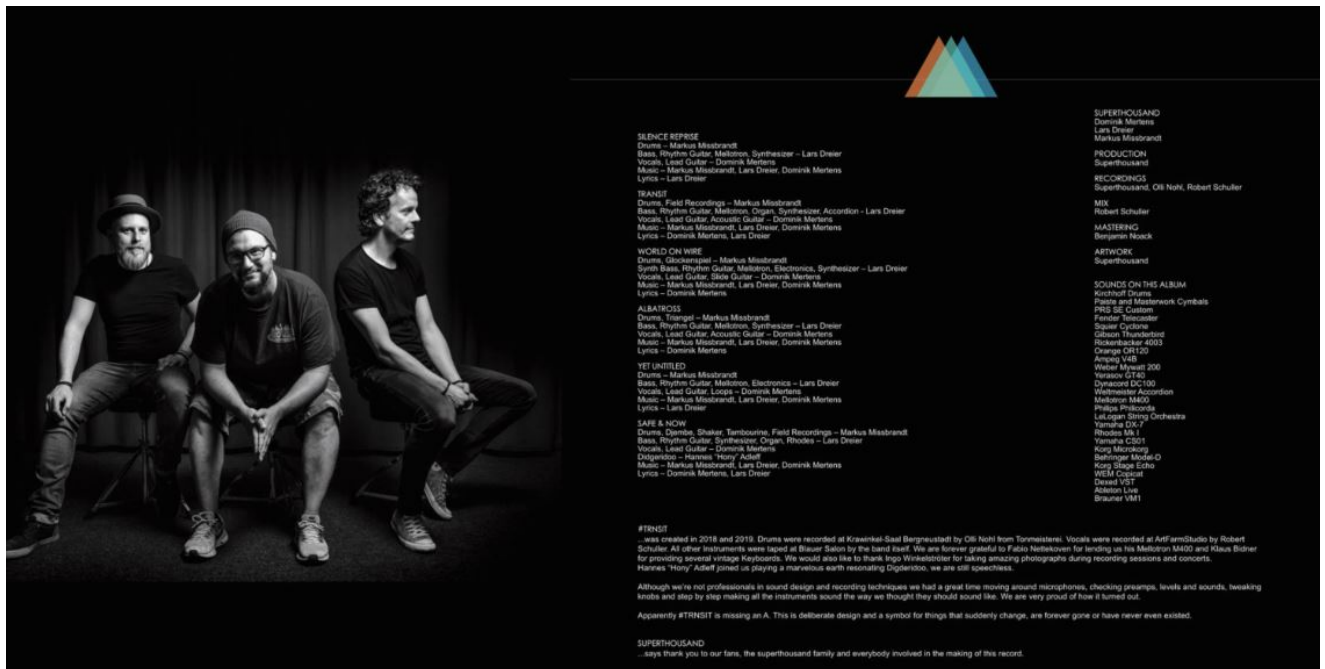 SILENCE REPRISE
Drums – Markus Missbrandt
Bass, Rhythm Guitar, Mellotron, Synthesizer – Lars Dreier
Vocals, Lead Guitar – Dominik Mertens
Music – Markus Missbrandt, Lars Dreier, Dominik Mertens
Lyrics – Lars Dreier
TRANSIT
Drums, Field Recordings – Markus Missbrandt
Bass, Rhythm Guitar, Mellotron, Organ, Synthesizer, Accordion - Lars Dreier
Vocals, Lead Guitar, Acoustic Guitar – Dominik Mertens
Music – Markus Missbrandt, Lars Dreier, Dominik Mertens
Lyrics – Dominik Mertens, Lars Dreier
WORLD ON WIRE
Drums, Glockenspiel – Markus Missbrandt
Synth Bass, Rhythm Guitar, Mellotron, Electronics, Synthesizer – Lars Dreier
Vocals, Lead Guitar, Slide Guitar – Dominik Mertens
Music – Markus Missbrandt, Lars Dreier, Dominik Mertens
Lyrics – Dominik Mertens
ALBATROSS
Drums, Triangel – Markus Missbrandt
Bass, Rhythm Guitar, Mellotron, Synthesizer – Lars Dreier
Vocals, Lead Guitar, Acoustic Guitar – Dominik Mertens
Music – Markus Missbrandt, Lars Dreier, Dominik Mertens
Lyrics – Dominik Mertens
YET UNTITLED
Drums – Markus Missbrandt
Bass, Rhythm Guitar, Mellotron, Electronics – Lars Dreier
Vocals, Lead Guitar, Loops – Dominik Mertens
Music – Markus Missbrandt, Lars Dreier, Dominik Mertens
Lyrics – Lars Dreier
SAFE & NOW
Drums, Djembe, Shaker, Tambourine, Field Recordings – Markus Missbrandt
Bass, Rhythm Guitar, Synthesizer, Organ, Rhodes – Lars Dreier
Vocals, Lead Guitar – Dominik Mertens
Didgeridoo – Hannes "Hony" Adleff
Music – Markus Missbrandt, Lars Dreier, Dominik Mertens
Lyrics – Dominik Mertens, Lars Dreier
SUPERTHOUSAND
Dominik Mertens
Lars Dreier
Markus Missbrandt
PRODUCTION
Superthousand
RECORDINGS
Superthousand, Olli Nohl, Robert Schuller
MIX
Robert Schuller
MASTERING
Benjamin Noack
ARTWORK
Superthousand
SOUNDS ON THIS ALBUM
Kirchhoff Drums
Paiste and Masterwork Cymbals
PRS SE Custom
Fender Telecaster
Squier Cyclone
Gibson Thunderbird
Rickenbacker 4003
Orange OR120
Ampeg V4B
Weber Mywatt 200
Yerasov GT40
Dynacord DC100
Weltmeister Accordion
Mellotron M400
Philips Philicorda
LeLogan String Orchestra
Yamaha DX-7
Rhodes Mk I
Yamaha CS01
Korg Microkorg
Behringer Model-D
Korg Stage Echo
WEM Copicat
Dexed VST
Ableton Live
Brauner VM1
#TRNSIT
...was created in 2018 and 2019. Drums were recorded at Krawinkel-Saal Bergneustadt by Olli Nohl from Tonmeisterei. Vocals were recorded at ArtFarmStudio by Robert
Schuller. All other Instruments were taped at Blauer Salon by the band itself. We are forever grateful to Fabio Nettekoven for lending us his Mellotron M400 and Klaus Bidner
for providing several vintage Keyboards. We would also like to thank Ingo Winkelströter for taking amazing photographs during recording sessions and concerts.
Hannes "Hony" Adleff joined us playing a marvelous earth resonating Digderidoo, we are still speechless.
Although we're not professionals in sound design and recording techniques we had a great time moving around microphones, checking preamps, levels and sounds, tweaking
knobs and step by step making all the instruments sound the way we thought they should sound like. We are very proud of how it turned out.
Apparently #TRNSIT is missing an A. This is deliberate design and a symbol for things that suddenly change, are forever gone or have never even existed.
SUPERTHOUSAND
...says thank you to our fans, the superthousand family and everybody involved in the making of this record.